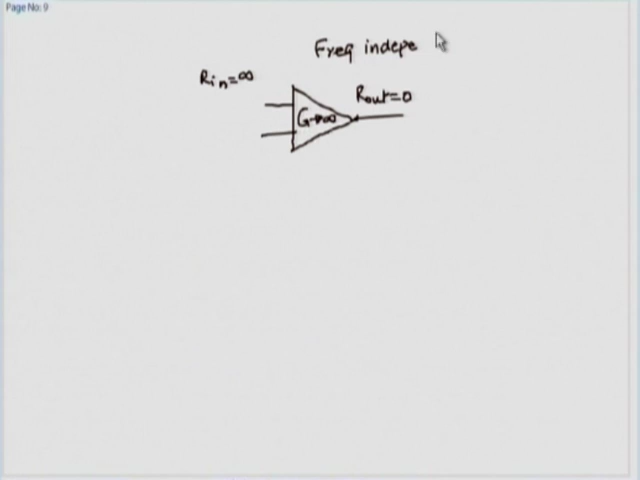 Page No: 9
Freq indepe
Rin=∞
Rout=0
G→∞